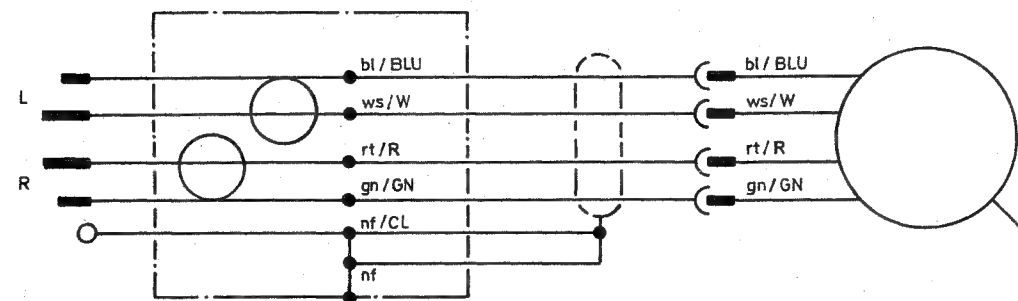 bl/BLU bl/BLU
L ws/W ws/W
rt/R rt/R
R gn/GN gn/GN
nf/CL
nf